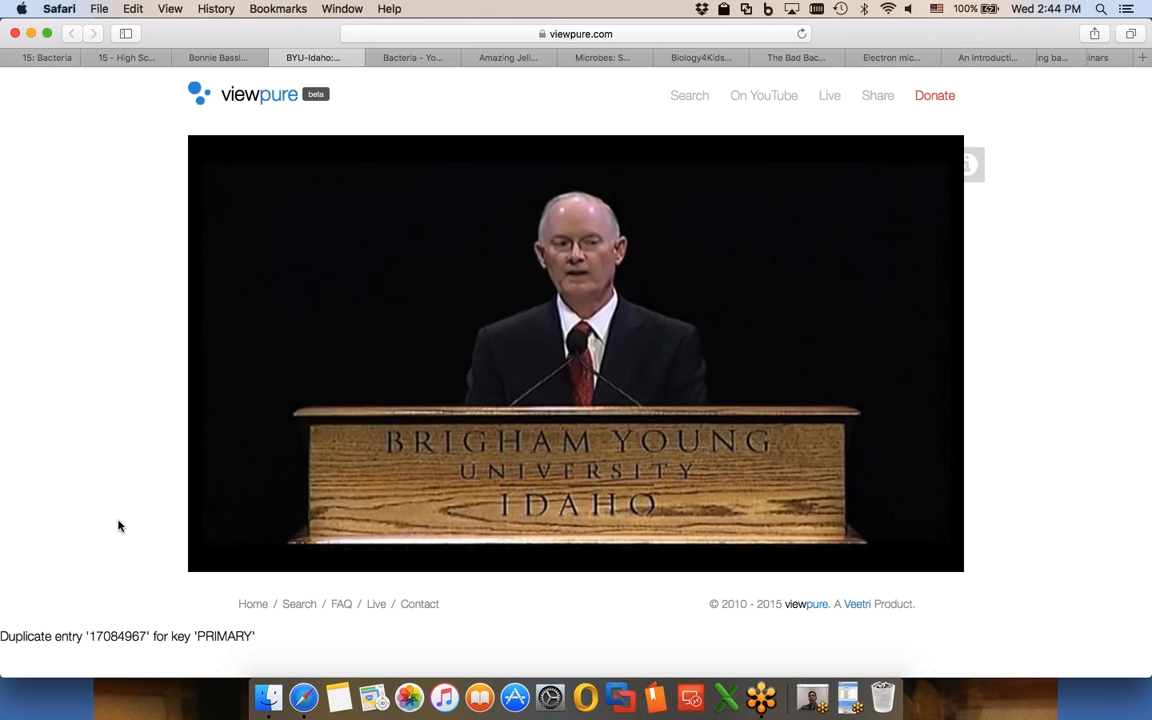 Safari File Edit View History Bookmarks Window Help 100% Wed 2:44 PM
viewpure.com
15: Bacteria 15 - High Sc... Bonnie Bassl... BYU-Idaho:... Bacteria - Yo... Amazing Jell... Microbes: S... Biology4Kids... The Bad Bac... Electron mic... An Introducti... ing ba... inars
viewpure beta Search On YouTube Live Share Donate
BRIGHAM YOUNG
UNIVERSITY
IDAHO
Home / Search / FAQ / Live / Contact © 2010 - 2015 viewpure. A Veetri Product.
Duplicate entry '17084967' for key 'PRIMARY'